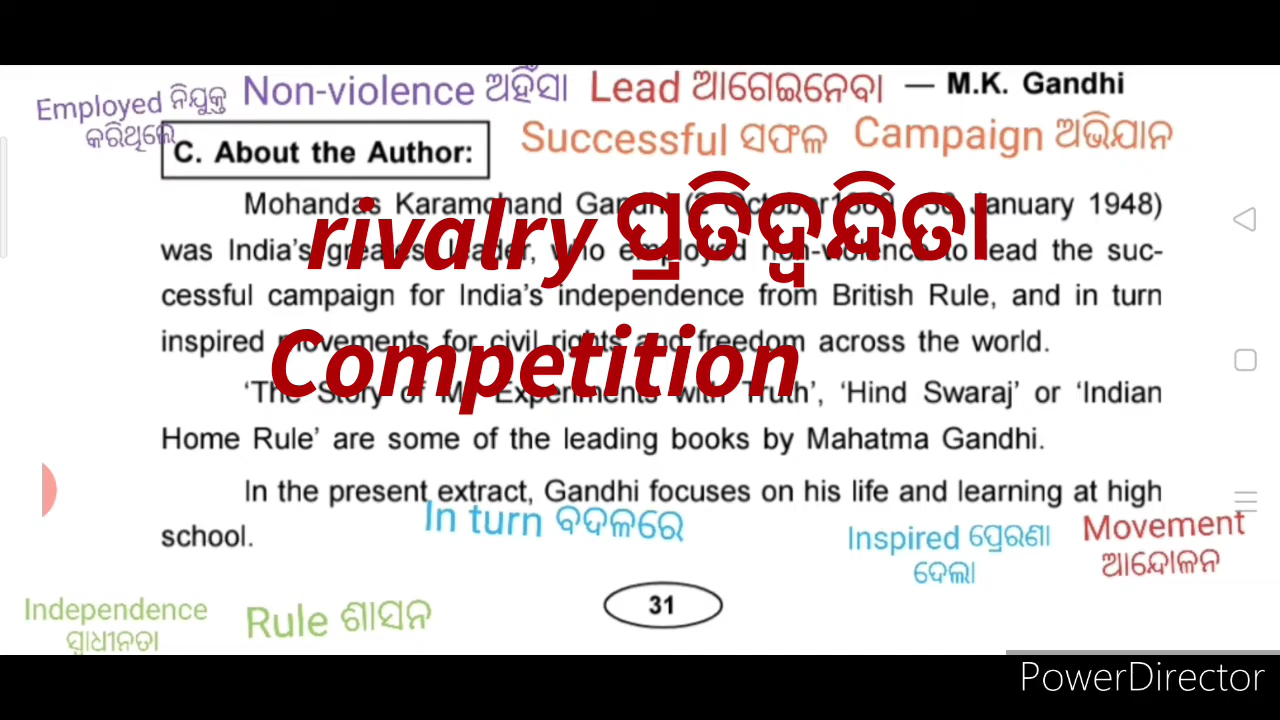 Employed ନିଯୁକ୍ତ
କରିଥିଲେ
Non-violence ଅହିଂସା
Lead ଆଗେଇନେବା
— M.K. Gandhi
Successful ସଫଳ
Campaign ଅଭିଯାନ
C. About the Author:
Mohandas Karamchand Gandhi (2 October January 1948)
rivalry ପ୍ରତିଦ୍ୱନ୍ଦିତା
was India's greatest leader, who employed non-violence to lead the suc-
cessful campaign for India's independence from British Rule, and in turn
inspired movements for civil rights and freedom across the world.
Competition
'The Story of My Experiments with Truth', 'Hind Swaraj' or 'Indian
Home Rule' are some of the leading books by Mahatma Gandhi.
In the present extract, Gandhi focuses on his life and learning at high
school.
In turn ବଦଳରେ
Inspired ପ୍ରେରଣା
ଦେଲା
Movement
ଆନ୍ଦୋଳନ
Independence
ସ୍ୱାଧୀନତା
Rule ଶାସନ
31
PowerDirector